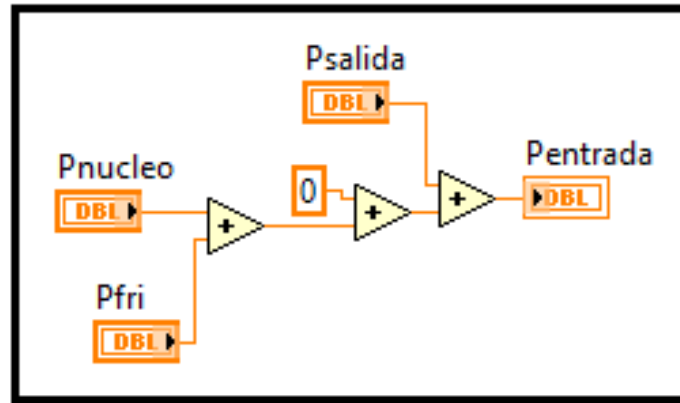 Psalida
DBL
Pnucleo
DBL
0
+
+
+
Pentrada
DBL
Pfri
DBL